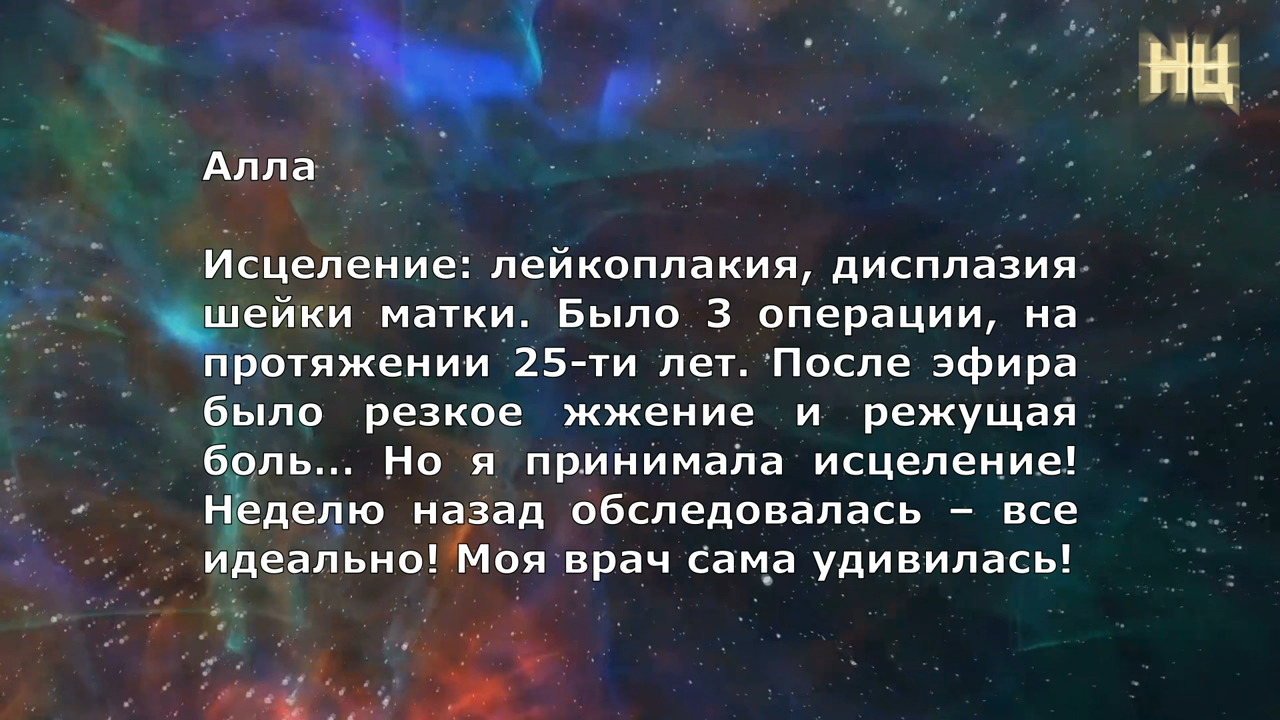 НЦ
Алла
Исцеление: лейкоплакия, дисплазия
шейки матки. Было 3 операции, на
протяжении 25-ти лет. После эфира
было резкое жжение и режущая
боль... Но я принимала исцеление!
Неделю назад обследовалась – все
идеально! Моя врач сама удивилась!